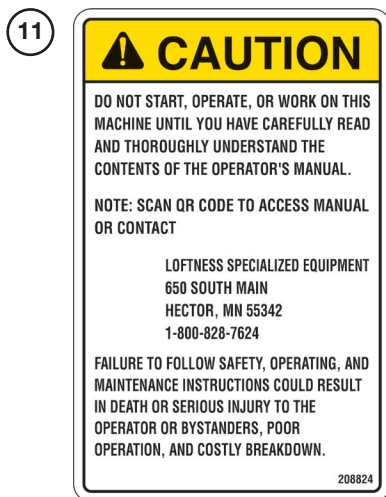 11
CAUTION
DO NOT START, OPERATE, OR WORK ON THIS
MACHINE UNTIL YOU HAVE CAREFULLY READ
AND THOROUGHLY UNDERSTAND THE
CONTENTS OF THE OPERATOR'S MANUAL.
NOTE: SCAN QR CODE TO ACCESS MANUAL
OR CONTACT
LOFTNESS SPECIALIZED EQUIPMENT
650 SOUTH MAIN
HECTOR, MN 55342
1-800-828-7624
FAILURE TO FOLLOW SAFETY, OPERATING, AND
MAINTENANCE INSTRUCTIONS COULD RESULT
IN DEATH OR SERIOUS INJURY TO THE
OPERATOR OR BYSTANDERS, POOR
OPERATION, AND COSTLY BREAKDOWN.
208824